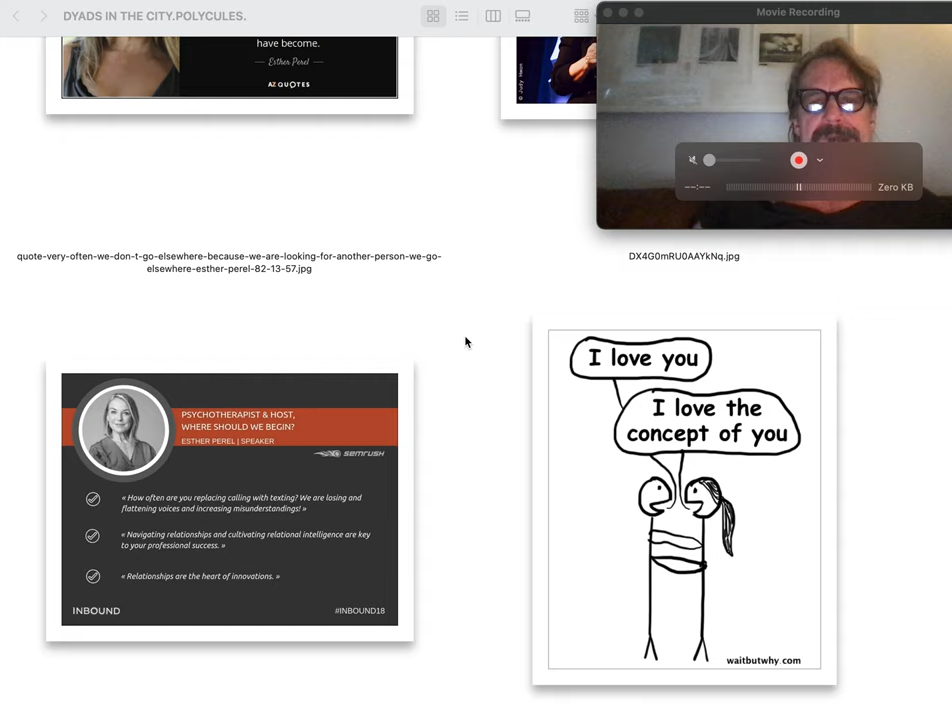 DYADS IN THE CITY.POLYCULES.
Movie Recording
have become.
— Esther Perel —
AZ QUOTES
© Judy Heon
--:--
Zero KB
quote-very-often-we-don-t-go-elsewhere-because-we-are-looking-for-another-person-we-go-
elsewhere-esther-perel-82-13-57.jpg
DX4G0mRU0AAYkNq.jpg
PSYCHOTHERAPIST & HOST,
WHERE SHOULD WE BEGIN?
ESTHER PEREL | SPEAKER
SEMRUSH
« How often are you replacing calling with texting? We are losing and
flattening voices and increasing misunderstandings! »
« Navigating relationships and cultivating relational intelligence are key
to your professional success. »
« Relationships are the heart of innovations. »
INBOUND
#INBOUND18
I love you
I love the
concept of you
waitbutwhy.com